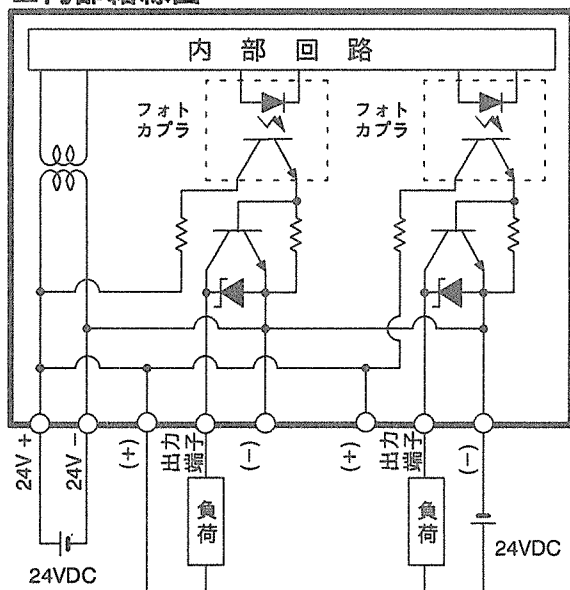 内部回路
フォト
カプラ
フォト
カプラ
24V +
24V −
(+)
出力
端子
(−)
(+)
出力
端子
(−)
負荷
負荷
24VDC
24VDC